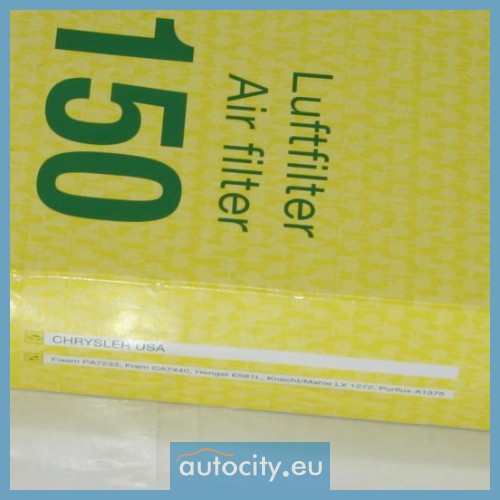 150
Luftfilter
Air filter
CHRYSLER USA
Fiaam PA7233, Fram CA7440, Hengst E581L, Knecht/Mahle LX 1272, Purflux A1375
autocity.eu